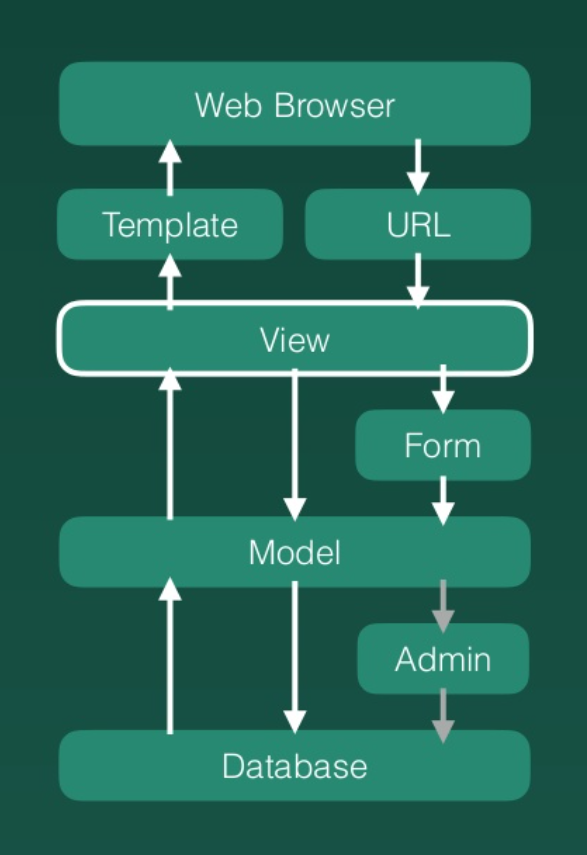 Web Browser
Template
URL
View
Form
Model
Admin
Database